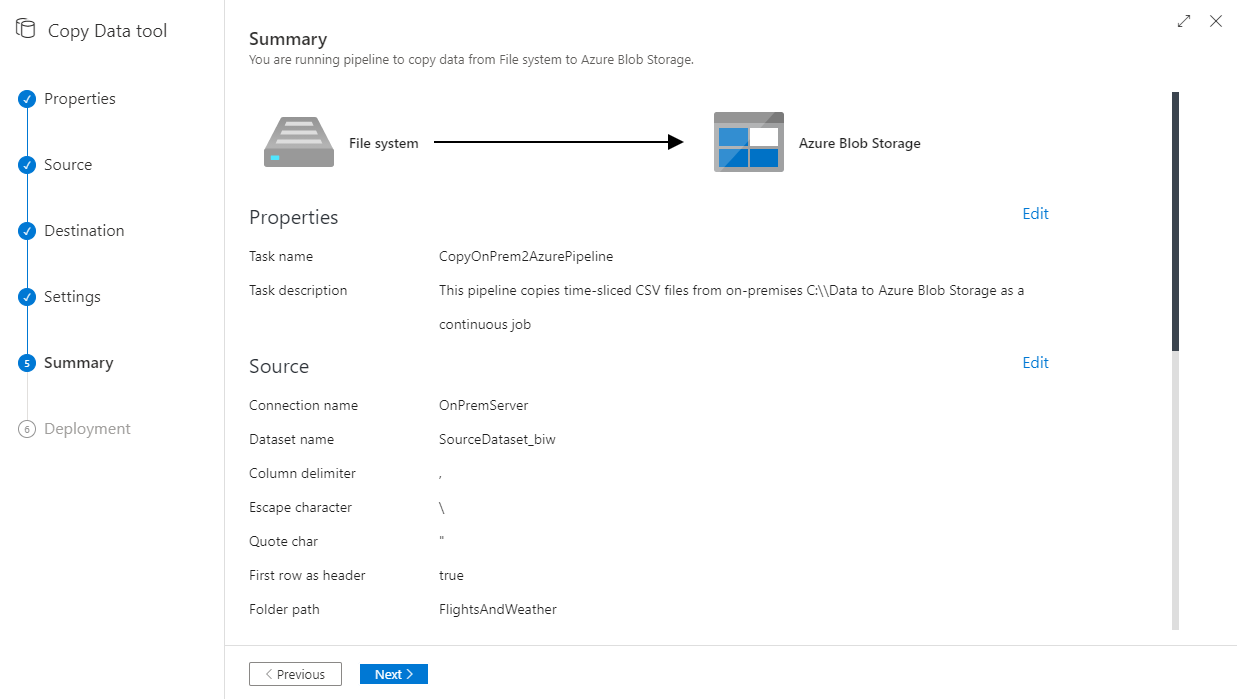 Copy Data tool
Properties
Source
Destination
Settings
5 Summary
6 Deployment
Summary
You are running pipeline to copy data from File system to Azure Blob Storage.
File system
Azure Blob Storage
Properties Edit
Task name CopyOnPrem2AzurePipeline
Task description This pipeline copies time-sliced CSV files from on-premises C:\\Data to Azure Blob Storage as a
continuous job
Source Edit
Connection name OnPremServer
Dataset name SourceDataset_biw
Column delimiter ,
Escape character \
Quote char "
First row as header true
Folder path FlightsAndWeather
< Previous Next >